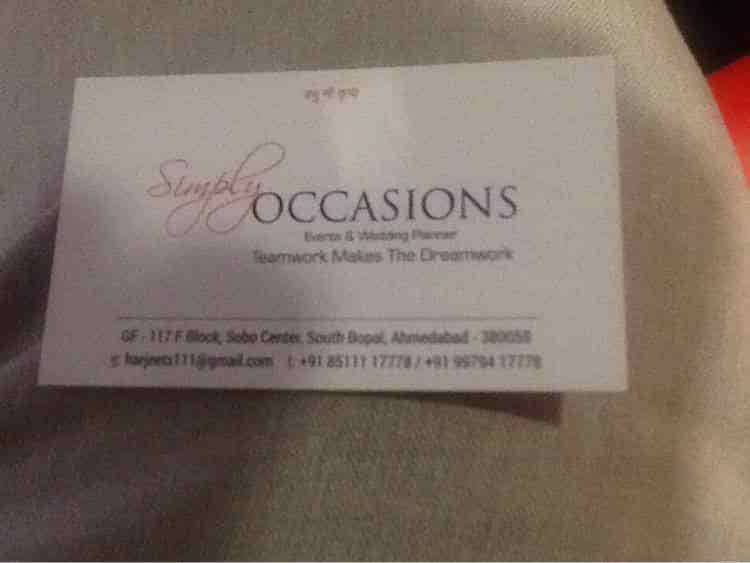 Simply OCCASIONS
Events & Wedding Planner
Teamwork Makes The Dreamwork
GF - 117 F Block, Sobo Center, South Bopal, Ahmedabad - 380058
e: harjeets111@gmail.com t: +91 85111 17778 / +91 99794 17778